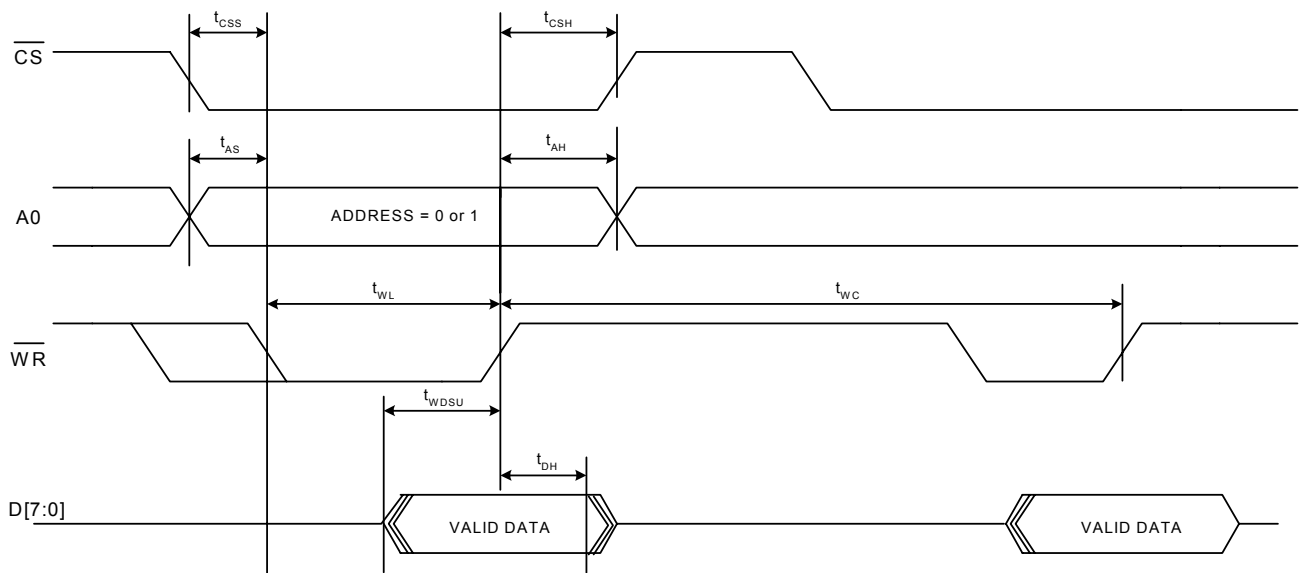 tCSS
tCSH
CS
tAS
tAH
A0
ADDRESS = 0 or 1
tWL
tWC
WR
tWDSU
tDH
D[7:0]
VALID DATA
VALID DATA